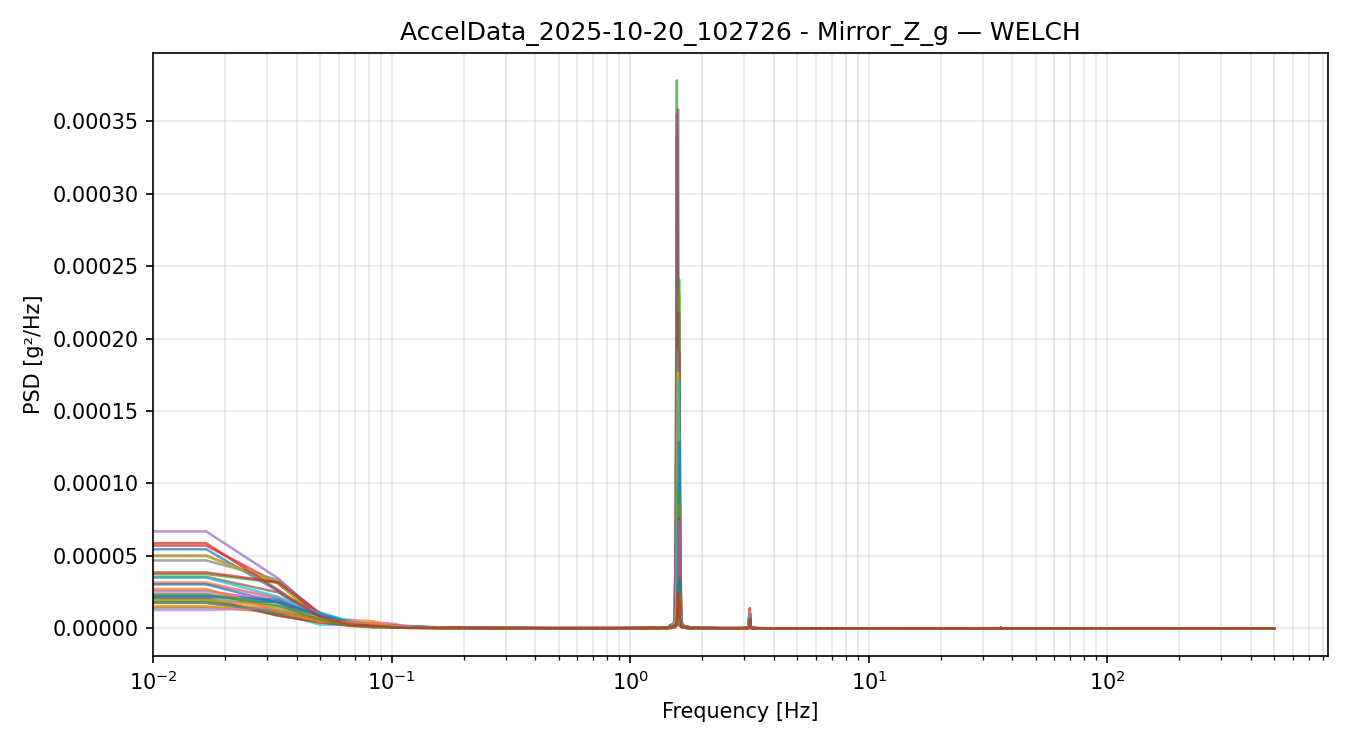 AccelData_2025-10-20_102726 - Mirror_Z_g — WELCH
PSD [g²/Hz]
0.00035
0.00030
0.00025
0.00020
0.00015
0.00010
0.00005
0.00000
10⁻² 10⁻¹ 10⁰ 10¹ 10²
Frequency [Hz]